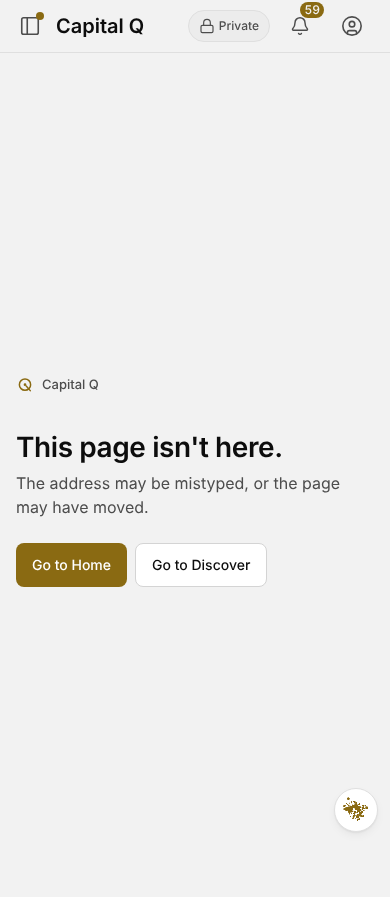 Capital Q
Private
59
Capital Q
This page isn't here.
The address may be mistyped, or the page
may have moved.
Go to Home
Go to Discover